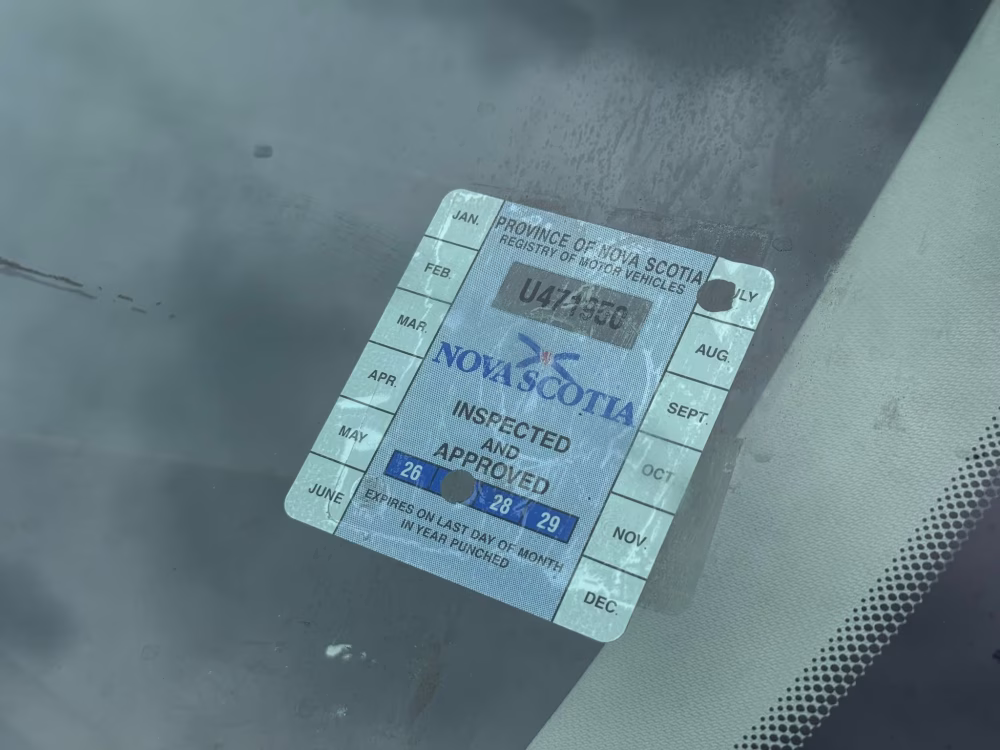 JAN.
FEB.
MAR.
APR.
MAY
JUNE
PROVINCE OF NOVA SCOTIA
REGISTRY OF MOTOR VEHICLES
NOVA SCOTIA
INSPECTED
AND
APPROVED
26 28 29
EXPIRES ON LAST DAY OF MONTH
IN YEAR PUNCHED
AUG.
SEPT.
OCT
NOV.
DEC.